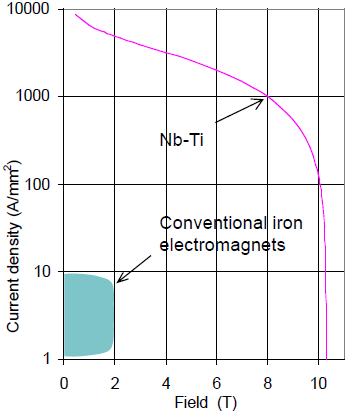 10000
1000
Nb-Ti
100
Conventional iron
electromagnets
10
1
0 2 4 6 8 10
Field (T)
Current density (A/mm²)